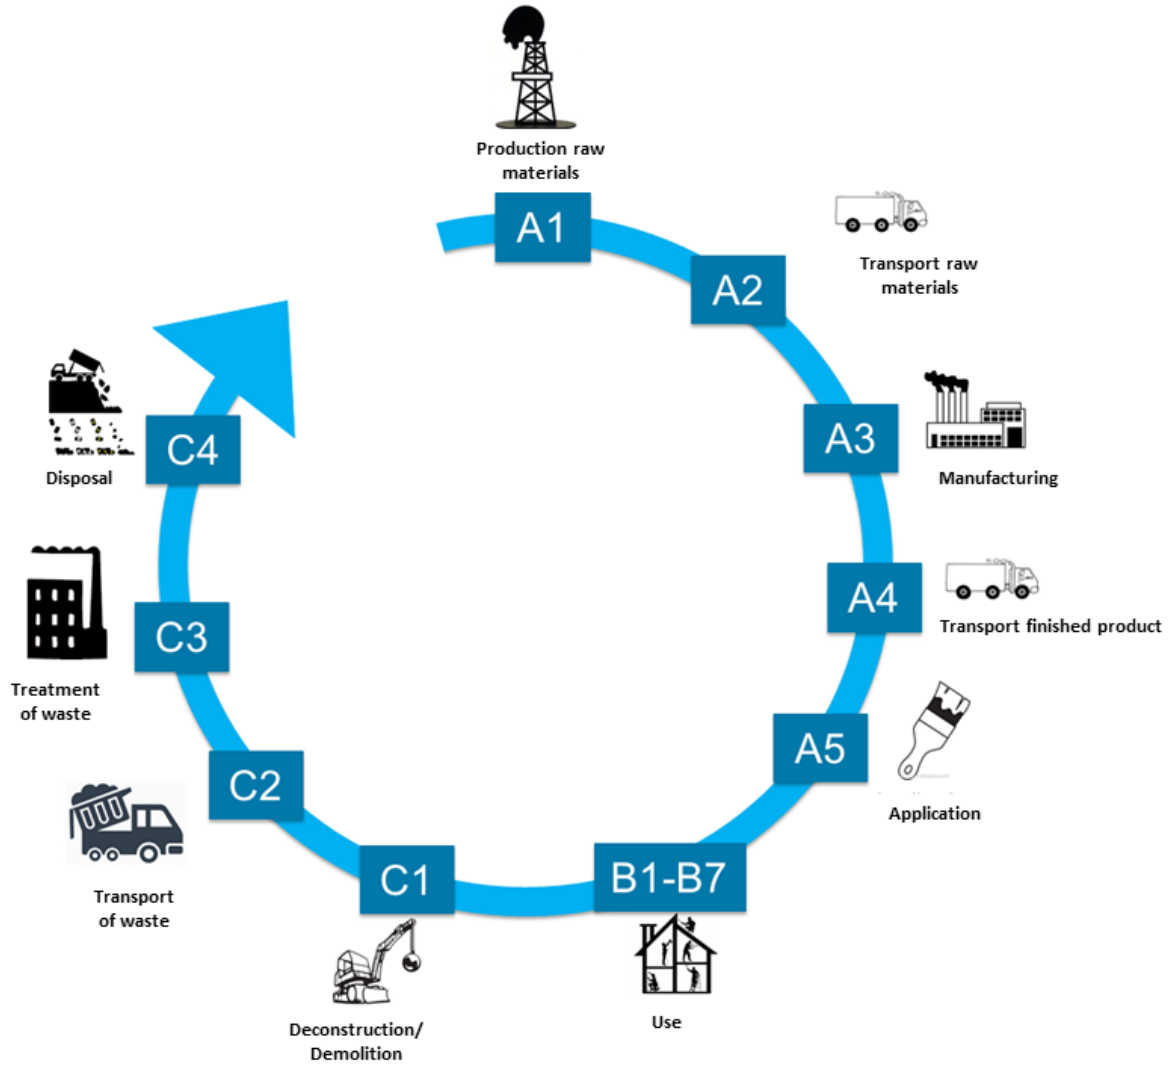 Production raw
materials
A1
Transport raw
materials
A2
A3
Manufacturing
A4
Transport finished product
A5
Application
B1-B7
Use
C1
Deconstruction/
Demolition
C2
Transport
of waste
C3
Treatment
of waste
C4
Disposal